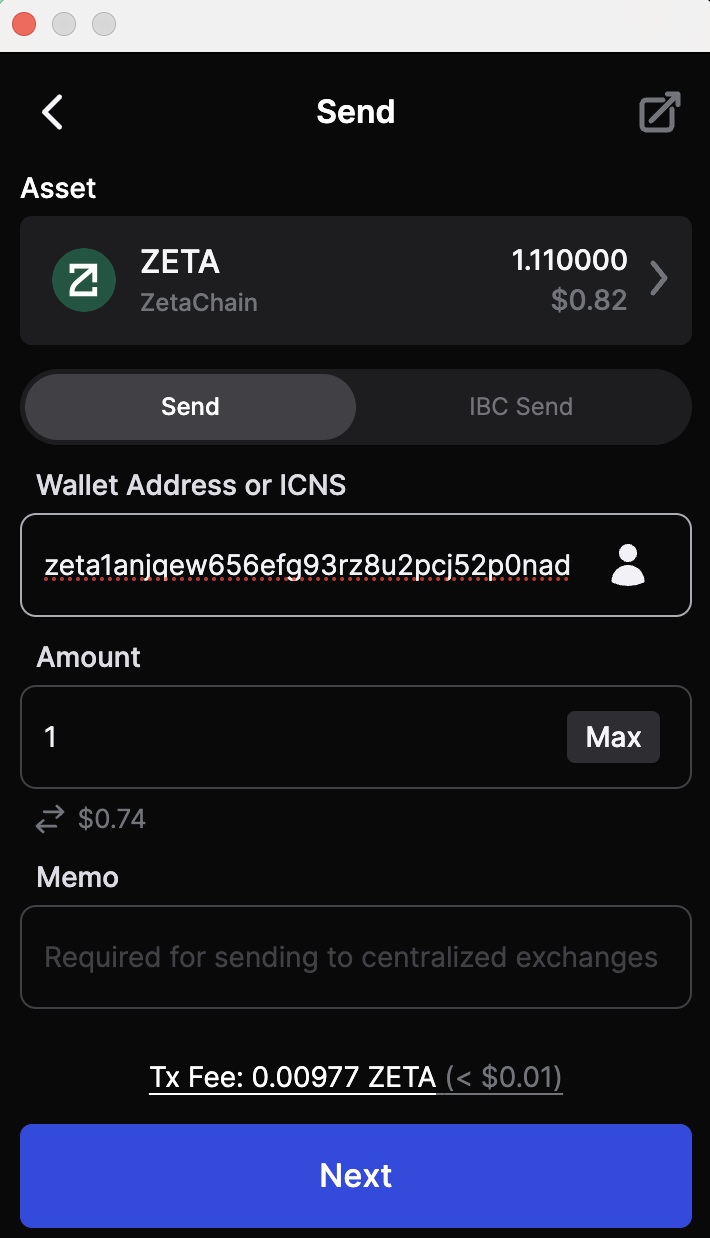 Send
Asset
ZETA
1.110000
ZetaChain
$0.82
Send
IBC Send
Wallet Address or ICNS
zeta1anjqew656efg93rz8u2pcj52p0nad
Amount
1
Max
$0.74
Memo
Required for sending to centralized exchanges
Tx Fee: 0.00977 ZETA (< $0.01)
Next